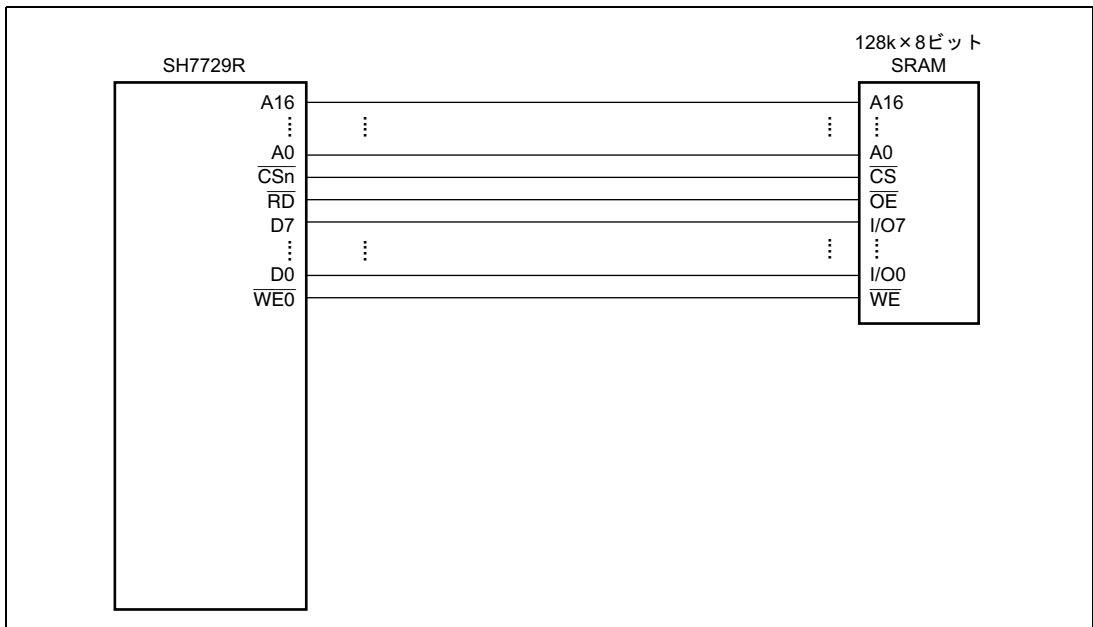 128k×8ビット
SRAM
SH7729R
A16
A0
CSn
RD
D7
D0
WE0
A16
A0
CS
OE
I/O7
I/O0
WE